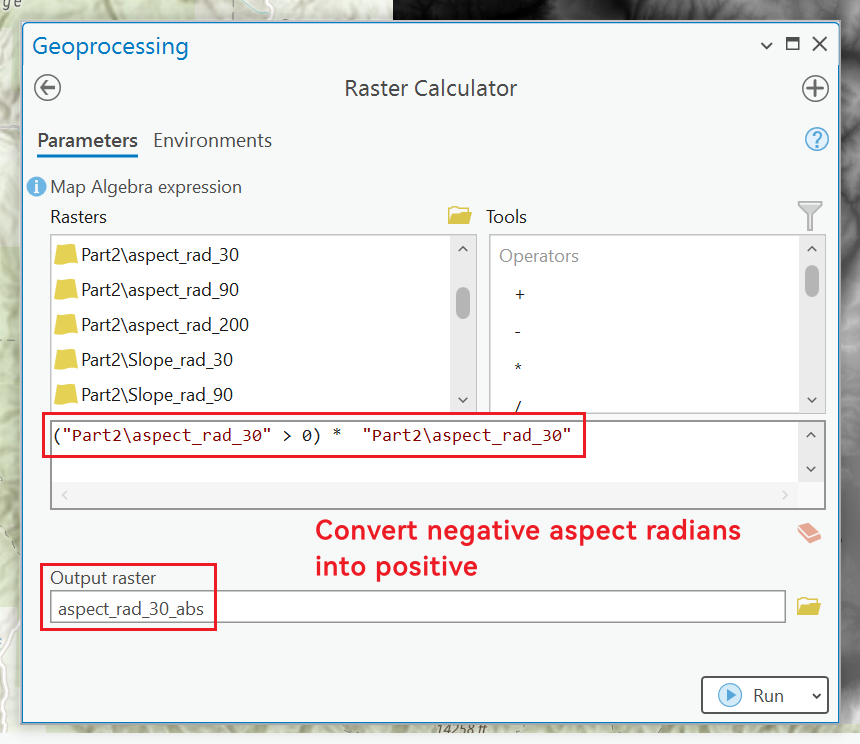 Geoprocessing
Raster Calculator
Parameters Environments
Map Algebra expression
Rasters
Tools
Part2\aspect_rad_30
Part2\aspect_rad_90
Part2\aspect_rad_200
Part2\Slope_rad_30
Part2\Slope_rad_90
Operators
+
-
*
/
("Part2\aspect_rad_30" > 0) *  "Part2\aspect_rad_30"
Convert negative aspect radians
into positive
Output raster
aspect_rad_30_abs
Run
14258 ft